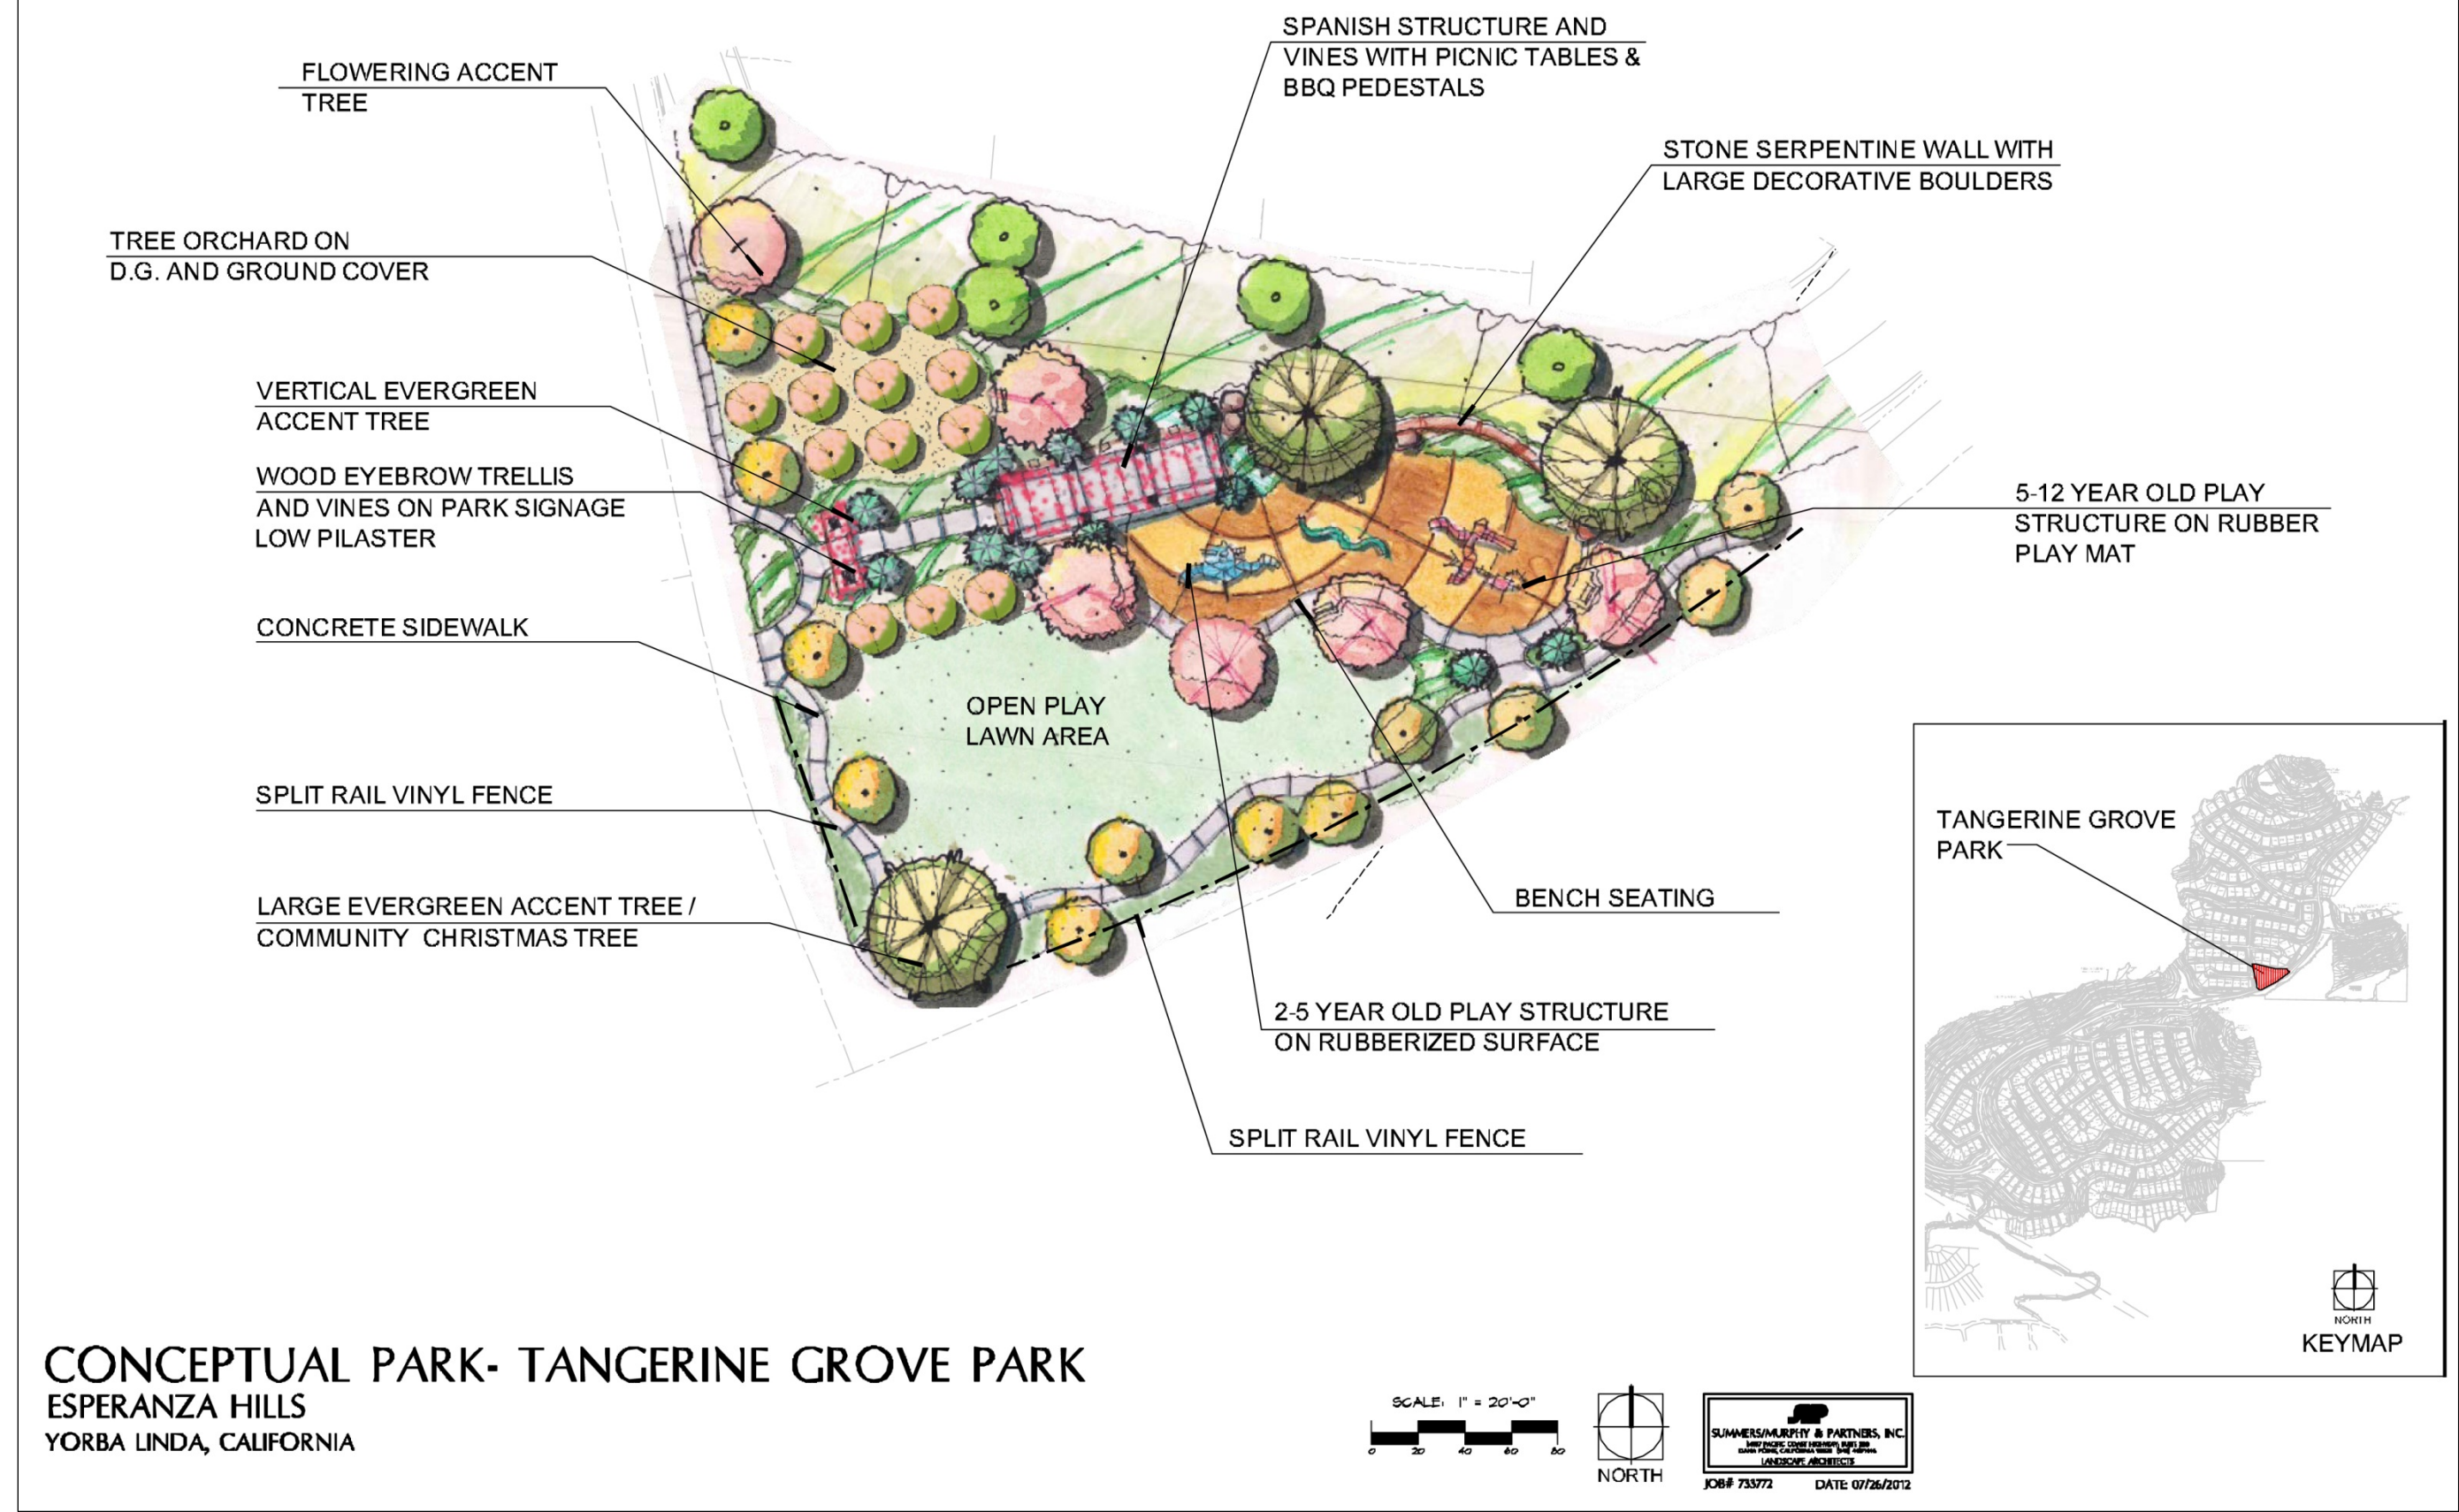 FLOWERING ACCENT
TREE
SPANISH STRUCTURE AND
VINES WITH PICNIC TABLES &
BBQ PEDESTALS
STONE SERPENTINE WALL WITH
LARGE DECORATIVE BOULDERS
TREE ORCHARD ON
D.G. AND GROUND COVER
VERTICAL EVERGREEN
ACCENT TREE
WOOD EYEBROW TRELLIS
AND VINES ON PARK SIGNAGE
LOW PILASTER
5-12 YEAR OLD PLAY
STRUCTURE ON RUBBER
PLAY MAT
CONCRETE SIDEWALK
OPEN PLAY
LAWN AREA
SPLIT RAIL VINYL FENCE
LARGE EVERGREEN ACCENT TREE /
COMMUNITY CHRISTMAS TREE
BENCH SEATING
2-5 YEAR OLD PLAY STRUCTURE
ON RUBBERIZED SURFACE
SPLIT RAIL VINYL FENCE
TANGERINE GROVE
PARK
NORTH
KEYMAP
CONCEPTUAL PARK- TANGERINE GROVE PARK
ESPERANZA HILLS
YORBA LINDA, CALIFORNIA
SCALE: 1" = 20'-0"
0 20 40 60 80
NORTH
SUMMERS/MURPHY & PARTNERS, INC.
LANDSCAPE ARCHITECTS
JOB# 733772 DATE: 07/26/2012